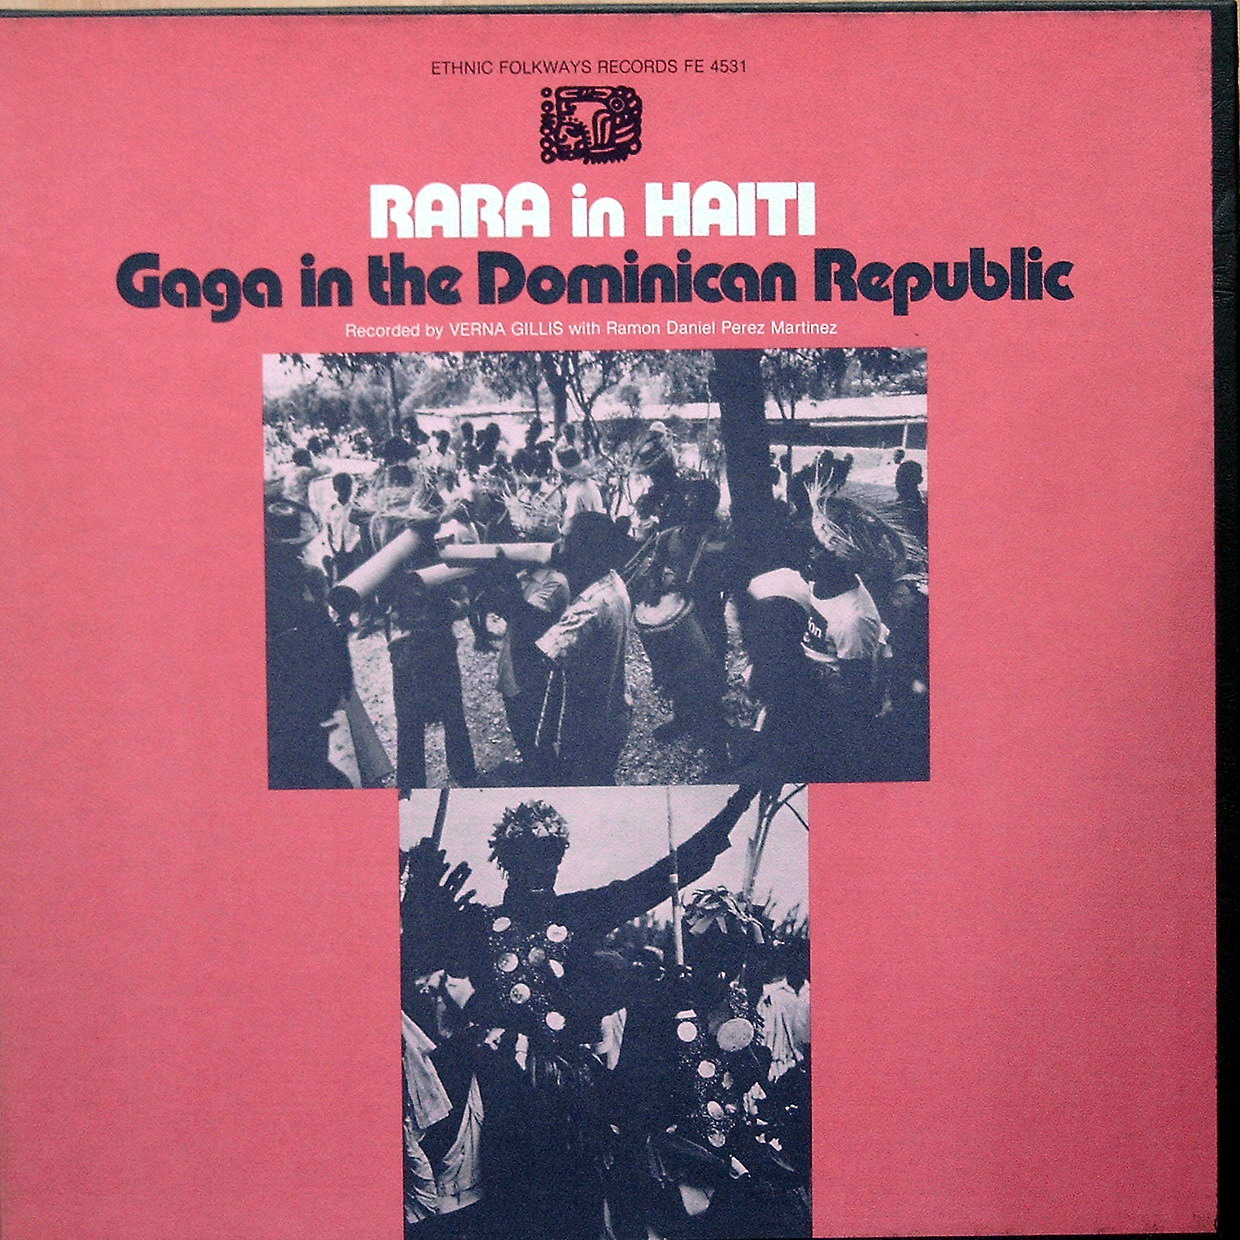 ETHNIC FOLKWAYS RECORDS FE 4531
RARA in HAITI
Gaga in the Dominican Republic
Recorded by VERNA GILLIS with Ramon Daniel Perez Martinez